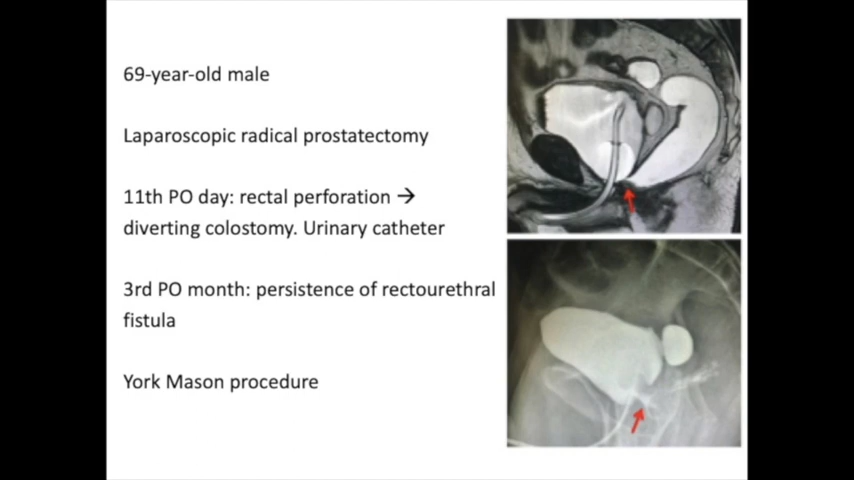 69-year-old male
Laparoscopic radical prostatectomy
11th PO day: rectal perforation →
diverting colostomy. Urinary catheter
3rd PO month: persistence of rectourethral
fistula
York Mason procedure